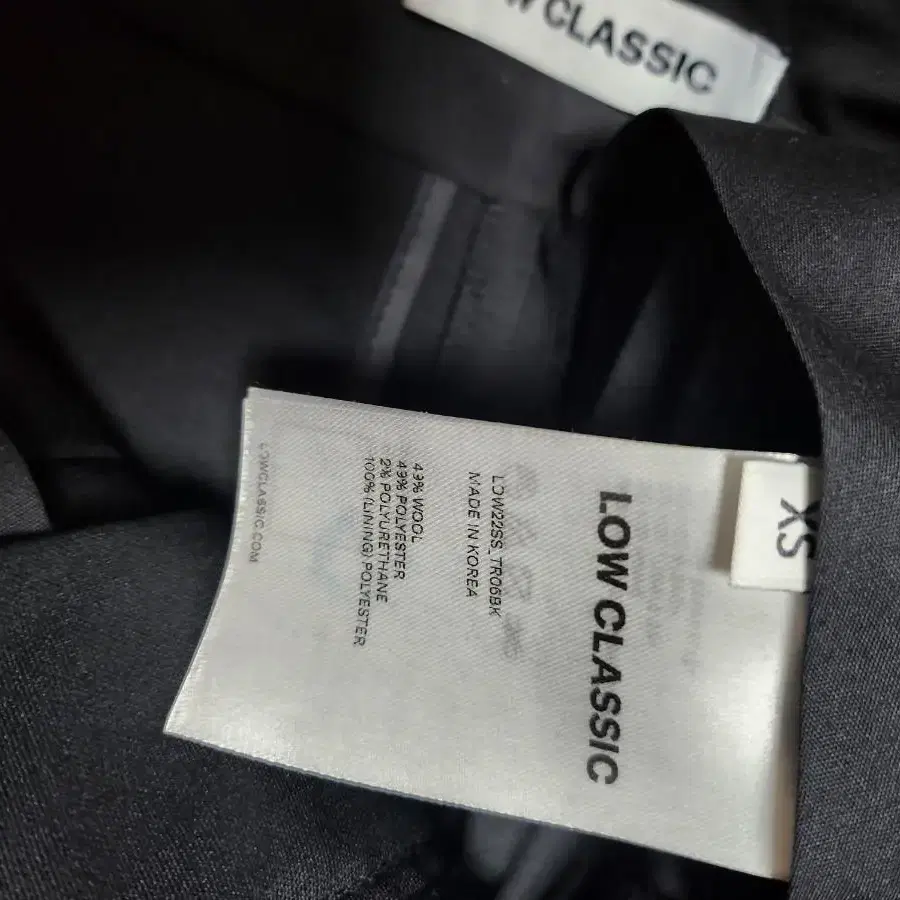 W CLASSIC
XS
LOW CLASSIC
LOW22SS_TR06BK
MADE IN KOREA
49% WOOL
49% POLYESTER
2% POLYURETHANE
100% (LINING) POLYESTER
LOWCLASSIC.COM